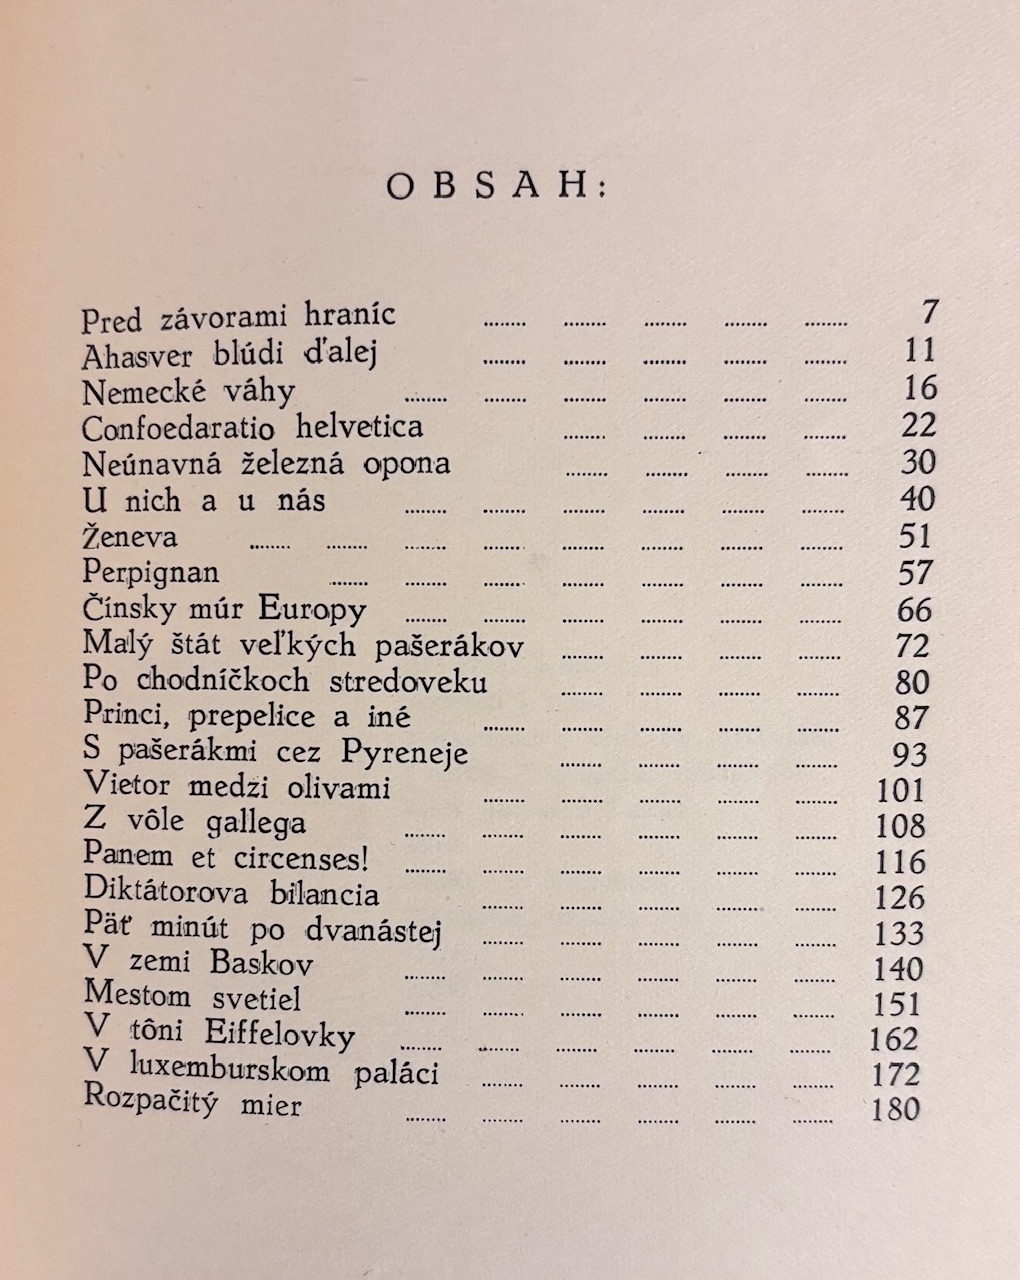 OBSAH:
Pred závorami hraníc ........ ........ ........ ........ ........ 7
Ahasver blúdi ďalej ........ ........ ........ ........ ........ 11
Nemecké váhy ........ ........ ........ ........ ........ ........ 16
Confoedaratio helvetica ........ ........ ........ ........ 22
Neúnavná železná opona ........ ........ ........ ........ 30
U nich a u nás ........ ........ ........ ........ ........ ........ 40
Ženeva ........ ........ ........ ........ ........ ........ ........ ........ 51
Perpignan ........ ........ ........ ........ ........ ........ ........ 57
Čínsky múr Europy ........ ........ ........ ........ ........ ........ 66
Malý štát veľkých pašerákov ........ ........ ........ ........ 72
Po chodníčkoch stredoveku ........ ........ ........ ........ 80
Princi, prepelice a iné ........ ........ ........ ........ ........ 87
S pašerákmi cez Pyreneje ........ ........ ........ ........ 93
Vietor medzi olivami ........ ........ ........ ........ ........ 101
Z vôle gallega ........ ........ ........ ........ ........ ........ 108
Panem et circenses! ........ ........ ........ ........ ........ ........ 116
Diktátorova bilancia ........ ........ ........ ........ ........ 126
Päť minút po dvanástej ........ ........ ........ ........ ........ 133
V zemi Baskov ........ ........ ........ ........ ........ ........ 140
Mestom svetiel ........ ........ ........ ........ ........ ........ 151
V tôni Eiffelovky ........ ........ ........ ........ ........ ........ 162
V luxemburskom paláci ........ ........ ........ ........ ........ 172
Rozpačitý mier ........ ........ ........ ........ ........ ........ 180